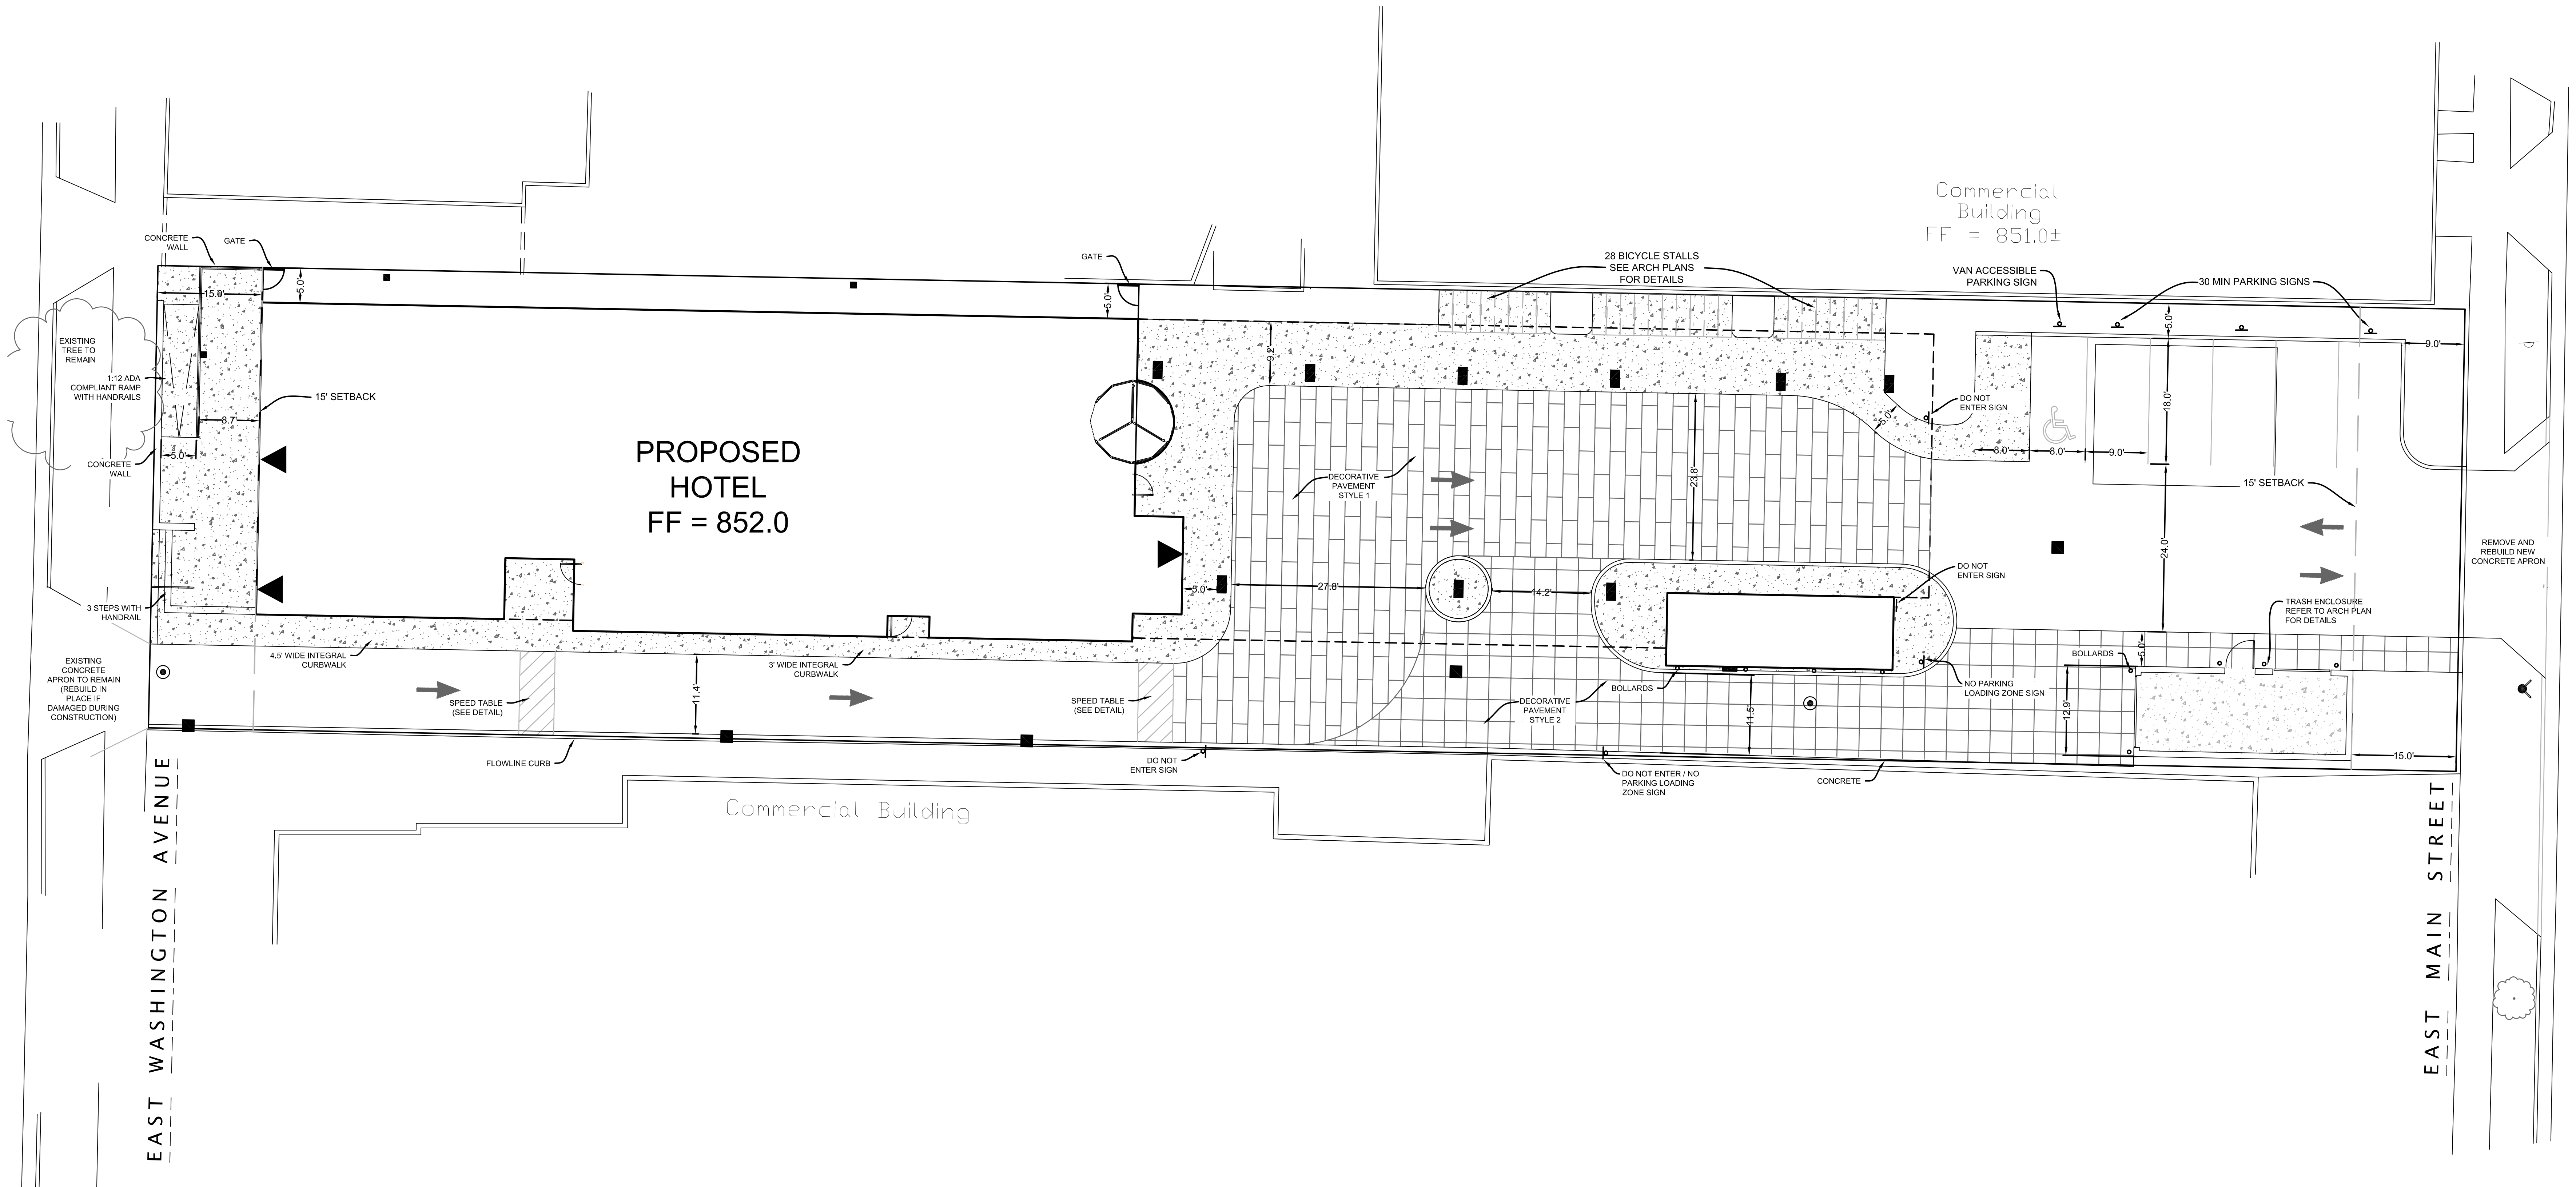 Commercial
Building
FF = 851.0±
CONCRETE
WALL
GATE
GATE
28 BICYCLE STALLS
SEE ARCH PLANS
FOR DETAILS
VAN ACCESSIBLE
PARKING SIGN
30 MIN PARKING SIGNS
15.0'
5.0'
5.0'
5.0'
9.0'
EXISTING
TREE TO
REMAIN
1:12 ADA
COMPLIANT RAMP
WITH HANDRAILS
15' SETBACK
8.7'
9.2'
DO NOT
ENTER SIGN
18.0'
5.0'
CONCRETE
WALL
5.0'
PROPOSED
HOTEL
FF = 852.0
DECORATIVE
PAVEMENT
STYLE 1
23.8'
8.0'
8.0'
9.0'
15' SETBACK
24.0'
REMOVE AND
REBUILD NEW
CONCRETE APRON
DO NOT
ENTER SIGN
5.0'
27.8'
14.2'
3 STEPS WITH
HANDRAIL
TRASH ENCLOSURE
REFER TO ARCH PLAN
FOR DETAILS
4.5' WIDE INTEGRAL
CURBWALK
3' WIDE INTEGRAL
CURBWALK
BOLLARDS
5.0'
EXISTING
CONCRETE
APRON TO REMAIN
(REBUILD IN
PLACE IF
DAMAGED DURING
CONSTRUCTION)
SPEED TABLE
(SEE DETAIL)
11.4'
SPEED TABLE
(SEE DETAIL)
BOLLARDS
NO PARKING
LOADING ZONE SIGN
DECORATIVE
PAVEMENT
STYLE 2
11.5'
12.9'
15.0'
FLOWLINE CURB
DO NOT
ENTER SIGN
DO NOT ENTER / NO
PARKING LOADING
ZONE SIGN
CONCRETE
Commercial Building
EAST WASHINGTON AVENUE
EAST MAIN STREET